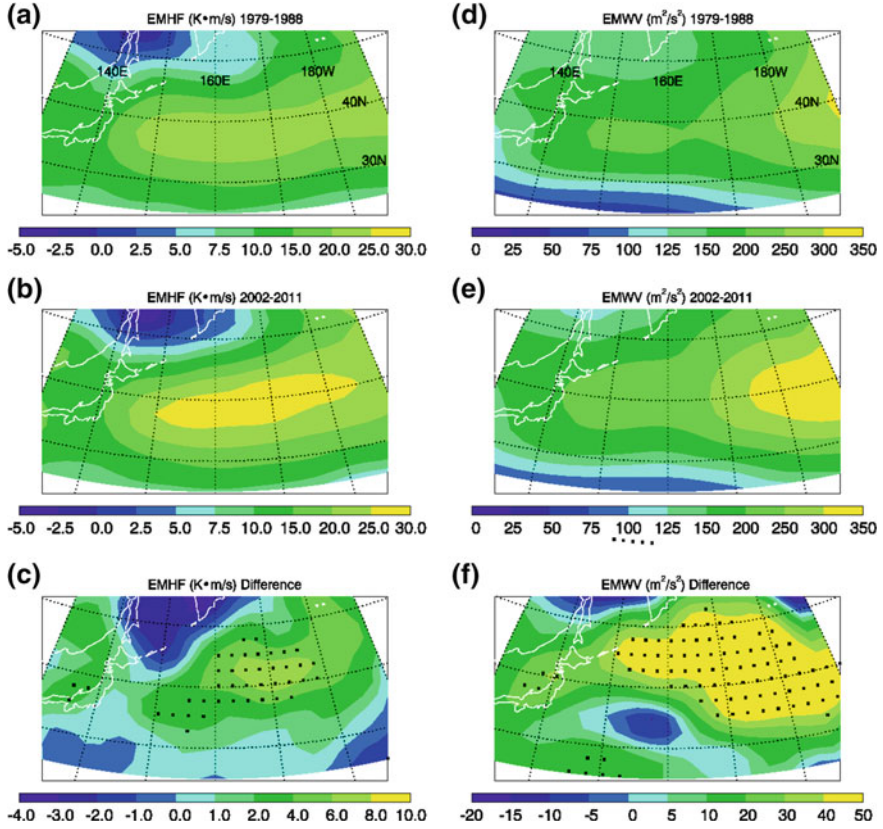 (a)
EMHF (K•m/s) 1979-1988
140E
160E
180W
40N
30N
-5.0 -2.5 0.0 5.0 7.5 10.0 15.0 20.0 25.0 30.0
(d)
EMWV (m²/s²) 1979-1988
140E
160E
180W
40N
30N
0 25 50 75 100 125 150 200 250 300 350
(b)
EMHF (K•m/s) 2002-2011
-5.0 -2.5 0.0 5.0 7.5 10.0 15.0 20.0 25.0 30.0
(e)
EMWV (m²/s²) 2002-2011
0 25 50 75 100 125 150 200 250 300 350
(c)
EMHF (K•m/s) Difference
-4.0 -3.0 -2.0 -1.0 0.0 1.0 2.0 4.0 6.0 8.0 10.0
(f)
EMWV (m²/s²) Difference
-20 -15 -10 -5 0 5 10 20 30 40 50